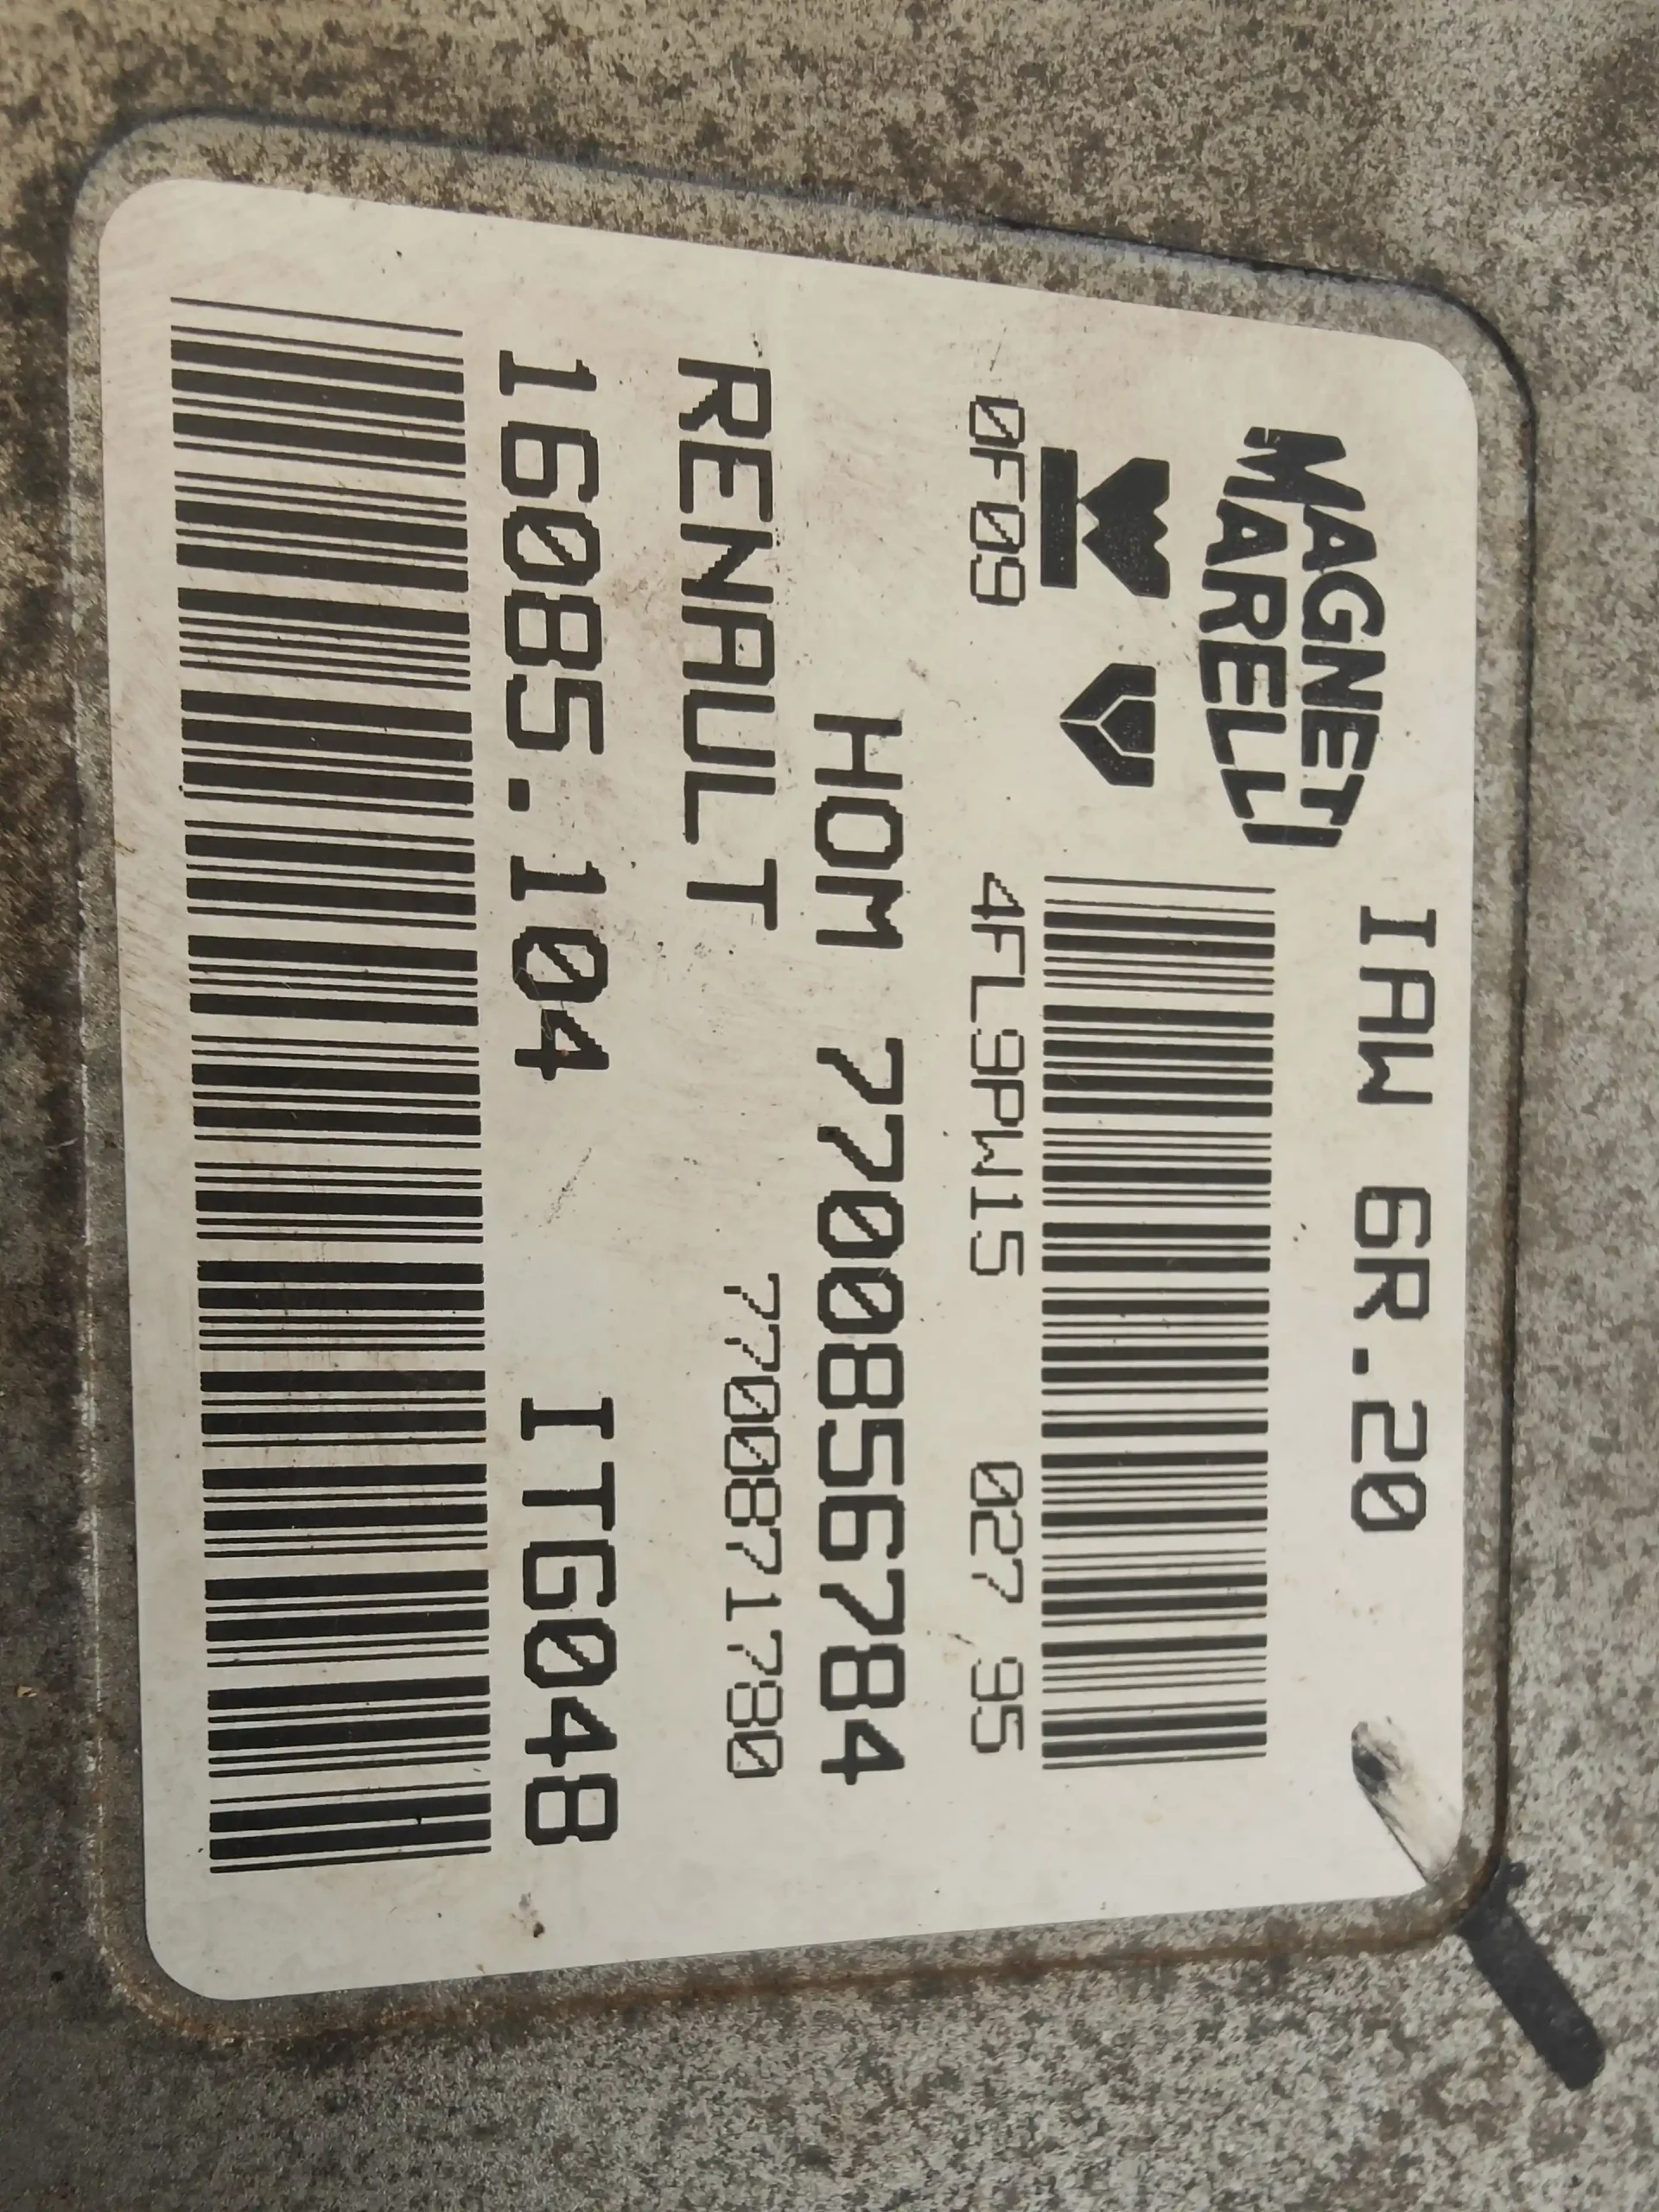 MAGNETI
MARELLI
IAW 6R.20
0F09 4FL9PW15 027 95
HOM 7700856784
RENAULT 7700871780
16085.104 ITG048